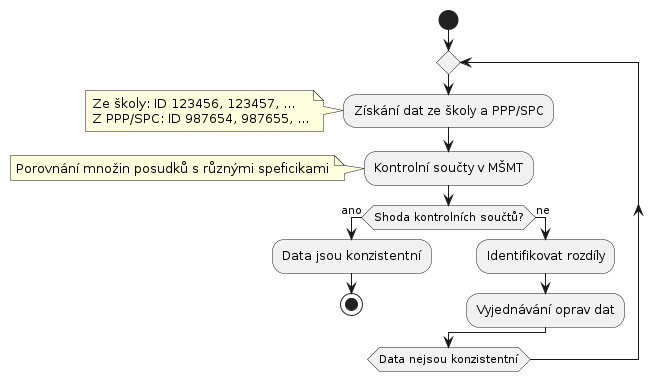 Ze školy: ID 123456, 123457, ...
Z PPP/SPC: ID 987654, 987655, ...
Získání dat ze školy a PPP/SPC
Porovnání množin posudků s různými speficikami
Kontrolní součty v MŠMT
ano
Shoda kontrolních součtů?
ne
Data jsou konzistentní
Identifikovat rozdíly
Vyjednávání oprav dat
Data nejsou konzistentní